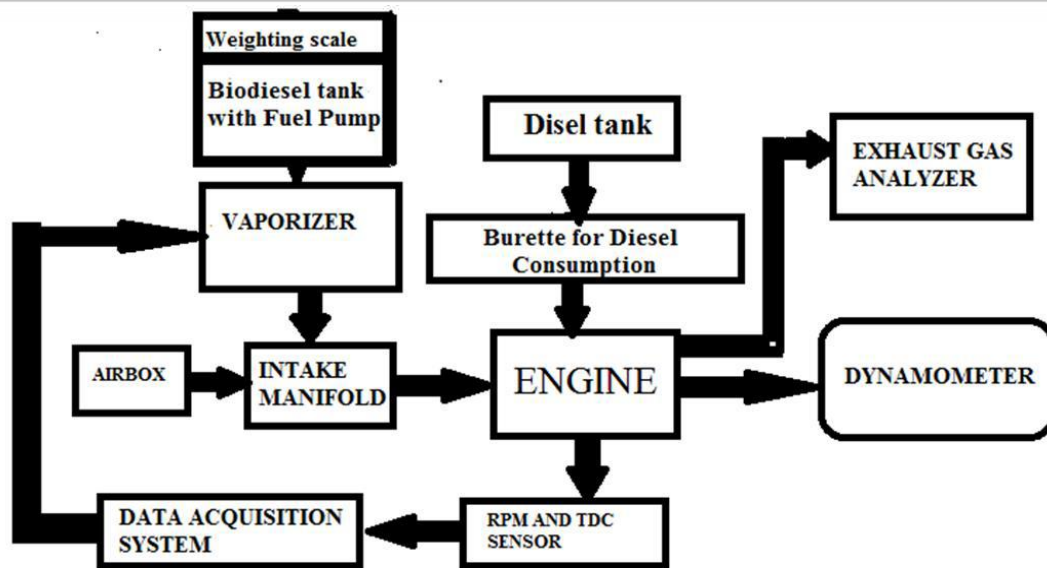 Weighting scale
Biodiesel tank
with Fuel Pump
Disel tank
EXHAUST GAS
ANALYZER
VAPORIZER
Burette for Diesel
Consumption
AIRBOX
INTAKE
MANIFOLD
ENGINE
DYNAMOMETER
DATA ACQUISITION
SYSTEM
RPM AND TDC
SENSOR